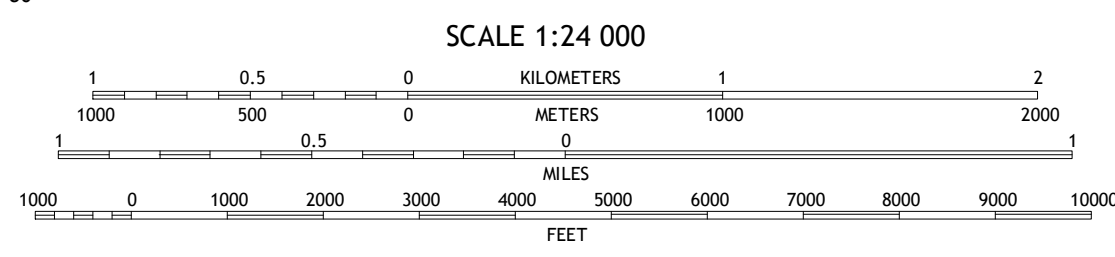 SCALE 1:24 000
1 0.5 0 KILOMETERS 1 2
1000 500 0 METERS 1000 2000
1 0.5 0 1
MILES
1000 0 1000 2000 3000 4000 5000 6000 7000 8000 9000 10000
FEET